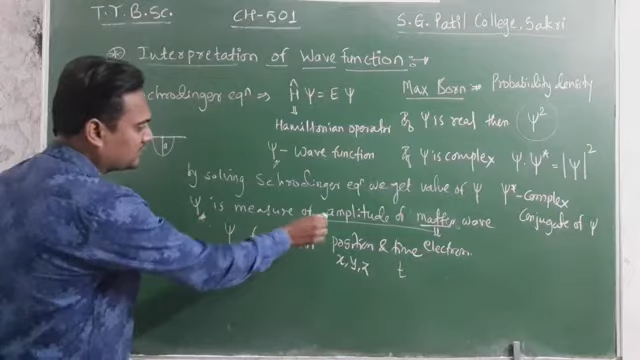 T.Y.B.Sc. CH-501 S.G. Patil College, Sakri
⊛ Interpretation of Wave function :→
Schrodinger eqⁿ ⇒ Ĥ Ψ = E Ψ
Hamiltonian operator
Ψ - Wave function
a
Max Born ⇒ Probability density
If Ψ is real then Ψ²
If Ψ is complex Ψ.Ψ* = |Ψ|²
by solving Schrodinger eqⁿ we get value of Ψ Ψ* - Complex
Conjugate of Ψ
Ψ is measure of amplitude of matter wave
Ψ position & time electron.
x,y,z t